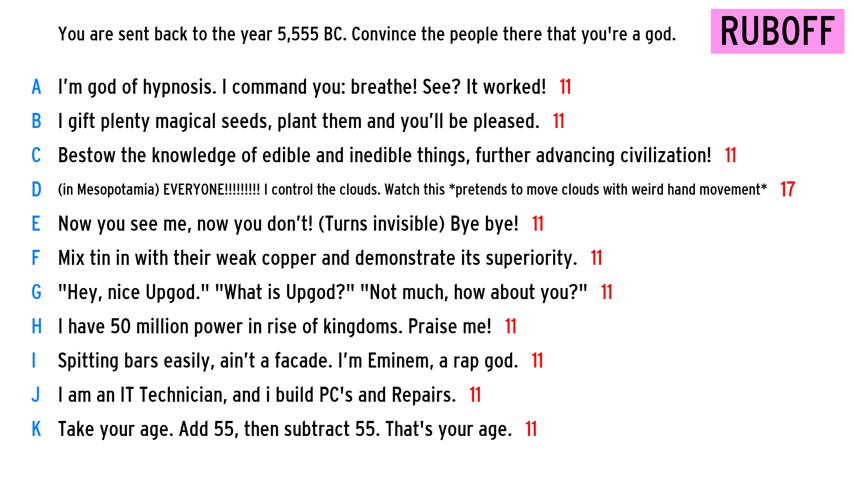 You are sent back to the year 5,555 BC. Convince the people there that you're a god.
RUBOFF
A I’m god of hypnosis. I command you: breathe! See? It worked! 11
B I gift plenty magical seeds, plant them and you’ll be pleased. 11
C Bestow the knowledge of edible and inedible things, further advancing civilization! 11
D (in Mesopotamia) EVERYONE!!!!!!!!! I control the clouds. Watch this *pretends to move clouds with weird hand movement* 17
E Now you see me, now you don’t! (Turns invisible) Bye bye! 11
F Mix tin in with their weak copper and demonstrate its superiority. 11
G "Hey, nice Upgod." "What is Upgod?" "Not much, how about you?" 11
H I have 50 million power in rise of kingdoms. Praise me! 11
I Spitting bars easily, ain’t a facade. I’m Eminem, a rap god. 11
J I am an IT Technician, and i build PC's and Repairs. 11
K Take your age. Add 55, then subtract 55. That's your age. 11